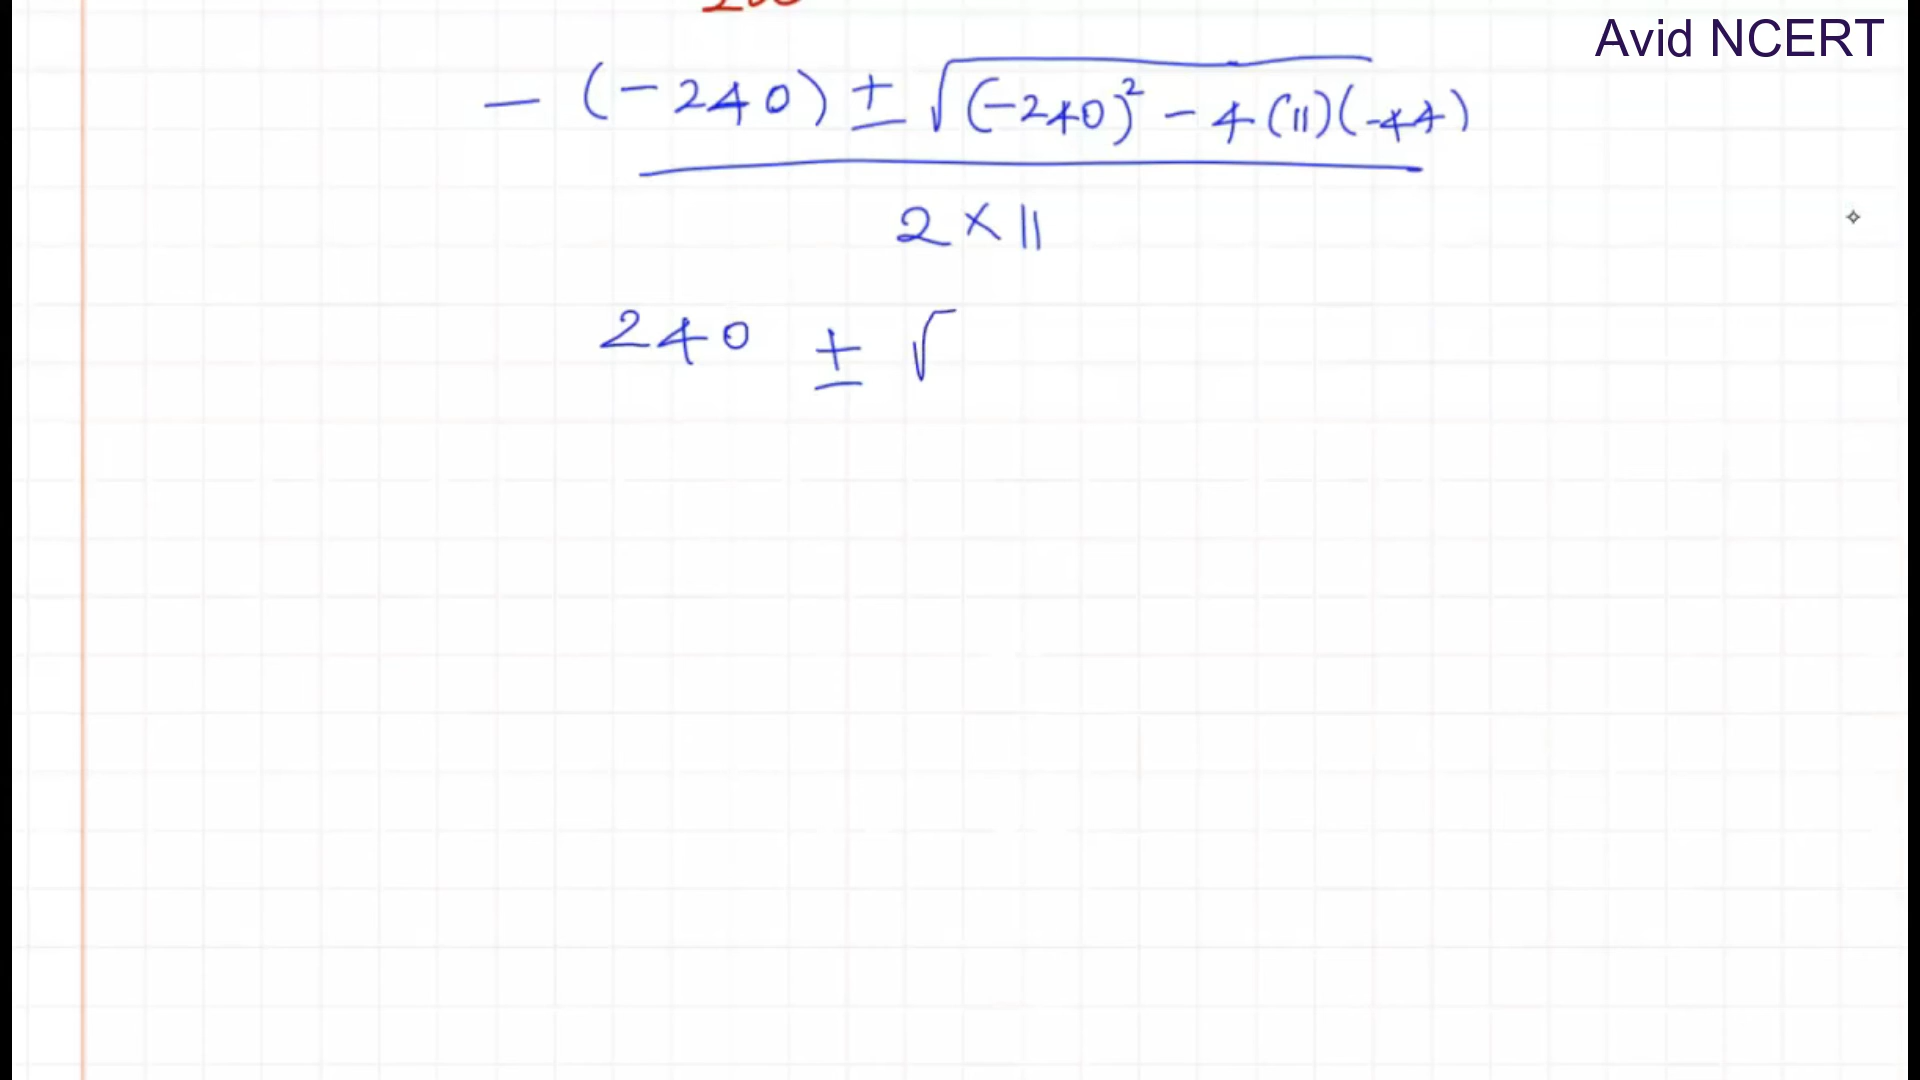 Avid NCERT
— (-240) ± √(-240)² - 4(11)(-44)
2 × 11
240 ± √